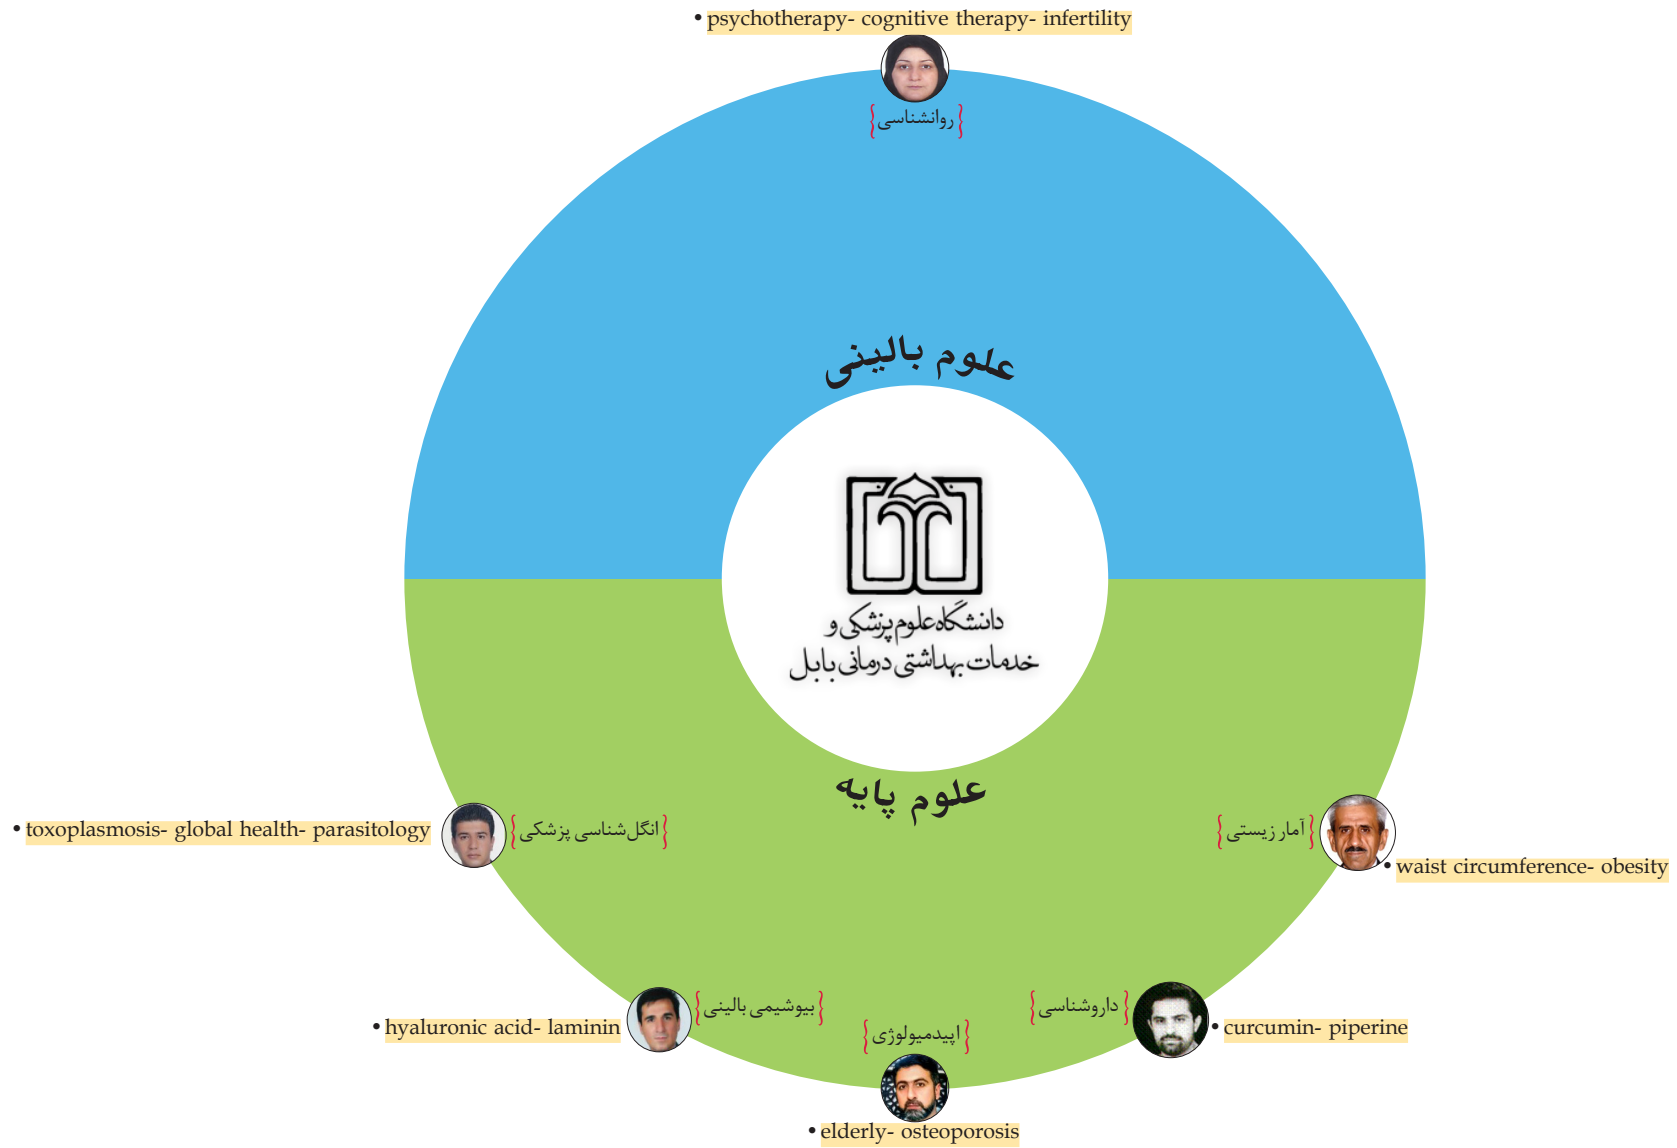 • psychotherapy- cognitive therapy- infertility
{روانشناسی}
علوم بالینی
دانشگاه علوم پزشکی و
خدمات بهداشتی درمانی بابل
علوم پایه
• toxoplasmosis- global health- parasitology
{انگل‌شناسی پزشکی}
{آمار زیستی}
• waist circumference- obesity
• hyaluronic acid- laminin
{بیوشیمی بالینی}
{اپیدمیولوژی}
{داروشناسی}
• curcumin- piperine
• elderly- osteoporosis